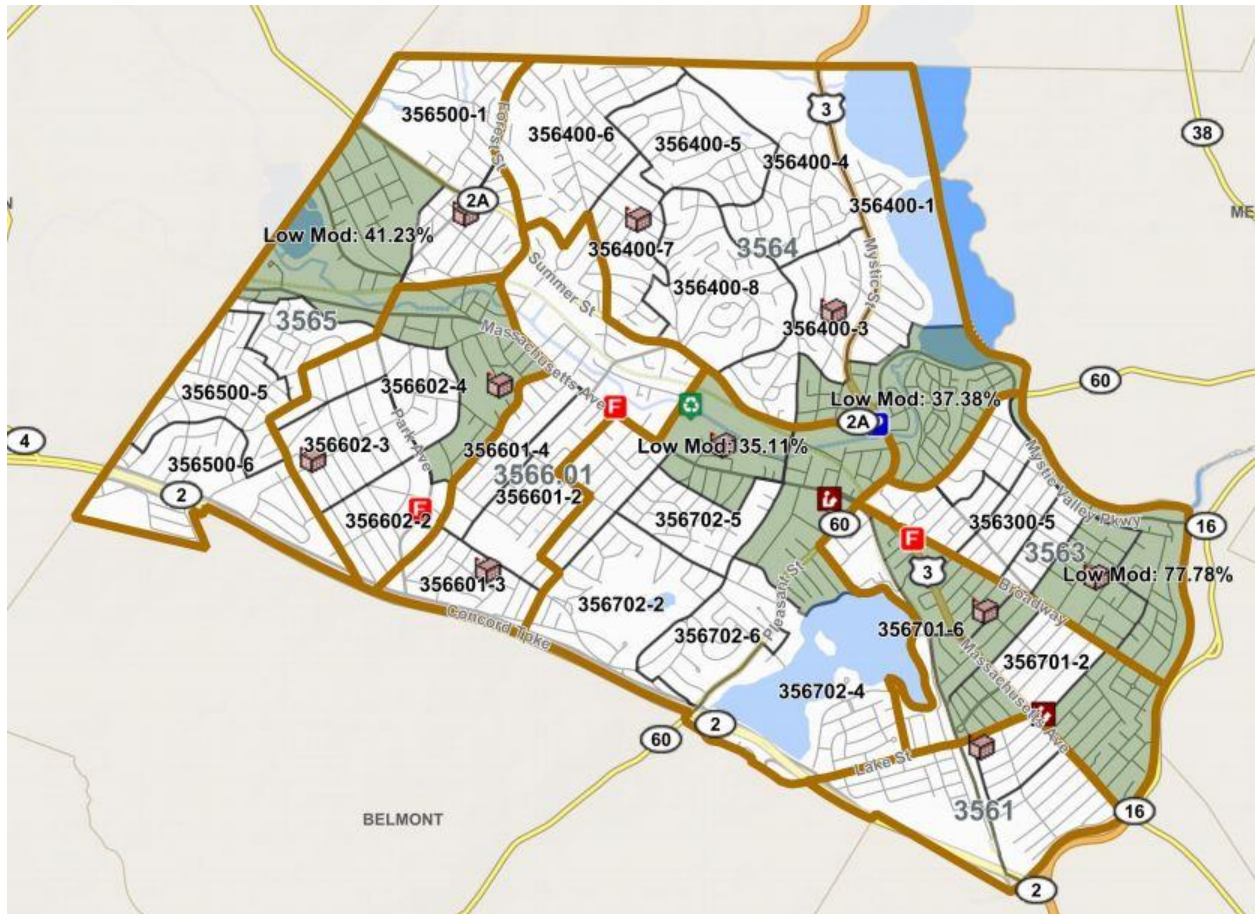 3
38
356500-1
Forest St
356400-6
356400-5
356400-4
ME
2A
356400-1
Low Mod: 41.23%
356400-7
3564
Mystic St
Summer St
356400-8
3565
Massachusetts Ave
356400-3
60
356500-5
356602-4
Low Mod: 37.38%
2A
Park Ave
F
4
356602-3
356601-4
Low Mod: 35.11%
Mystic Valley Pkwy
356500-6
3566.01
356601-2
2
F
356602-2
356702-5
60
356300-5
16
F
3563
3
Low Mod: 77.78%
356601-3
Pleasant St
Broadway
356702-2
Concord Tpke
356702-6
356701-6
356701-2
Massachusetts Ave
356702-4
2
60
Lake St
3561
BELMONT
16
2